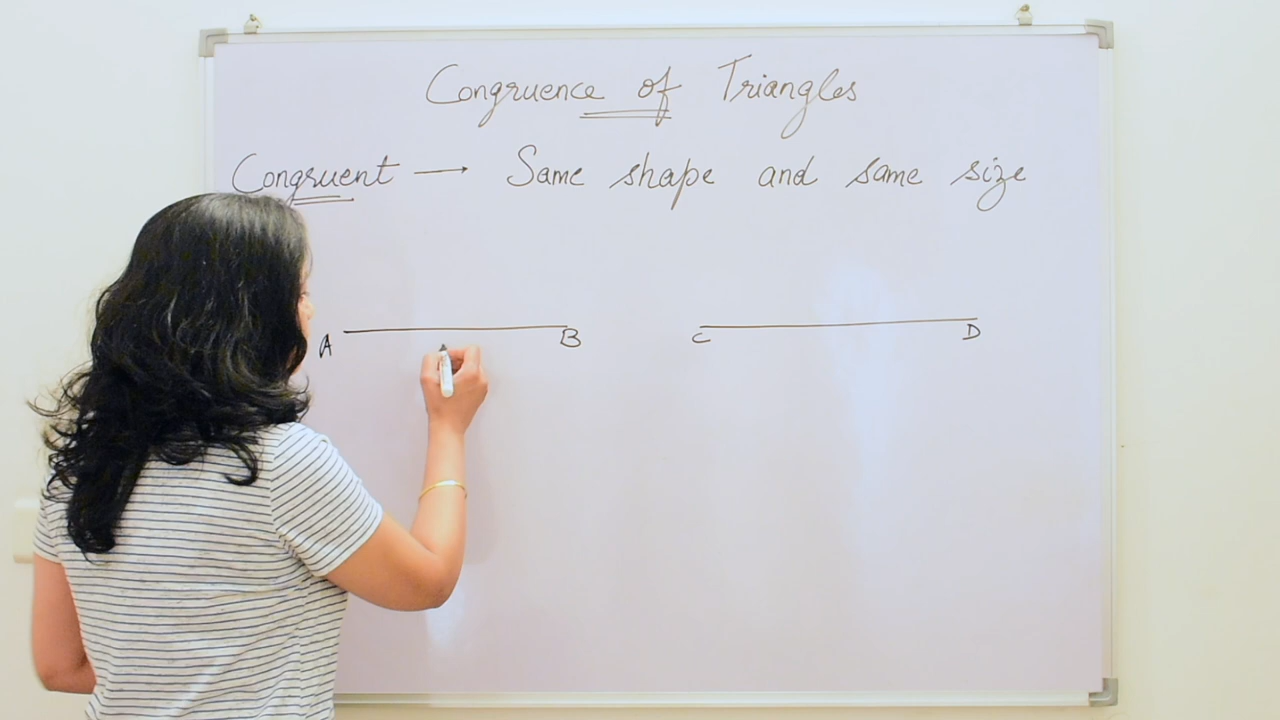 Congruence of Triangles
Congruent → Same shape and same size
A B C D